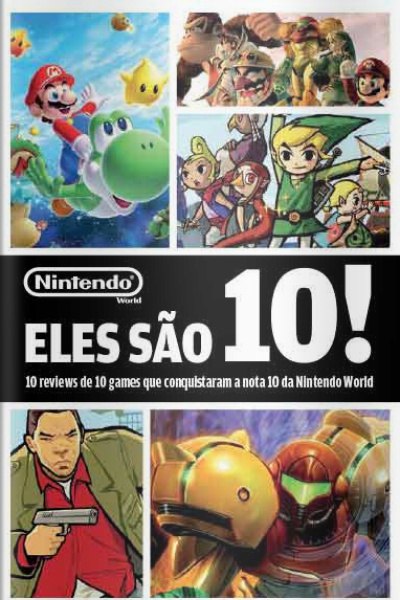 Nintendo
World
ELES SÃO 10!
10 reviews de 10 games que conquistaram a nota 10 da Nintendo World